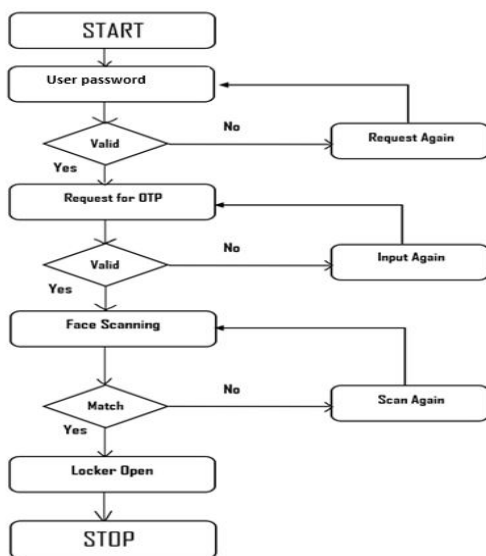 START
User password
Valid
No
Request Again
Yes
Request for OTP
Valid
No
Input Again
Yes
Face Scanning
Match
No
Scan Again
Yes
Locker Open
STOP